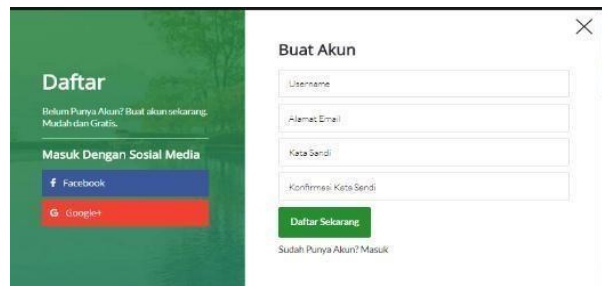 Daftar
Belum Punya Akun? Buat akun sekarang.
Mudah dan Gratis.
Masuk Dengan Sosial Media
Facebook
Google+
Buat Akun
Username
Alamat Email
Kata Sandi
Konfirmasi Kata Sandi
Daftar Sekarang
Sudah Punya Akun? Masuk